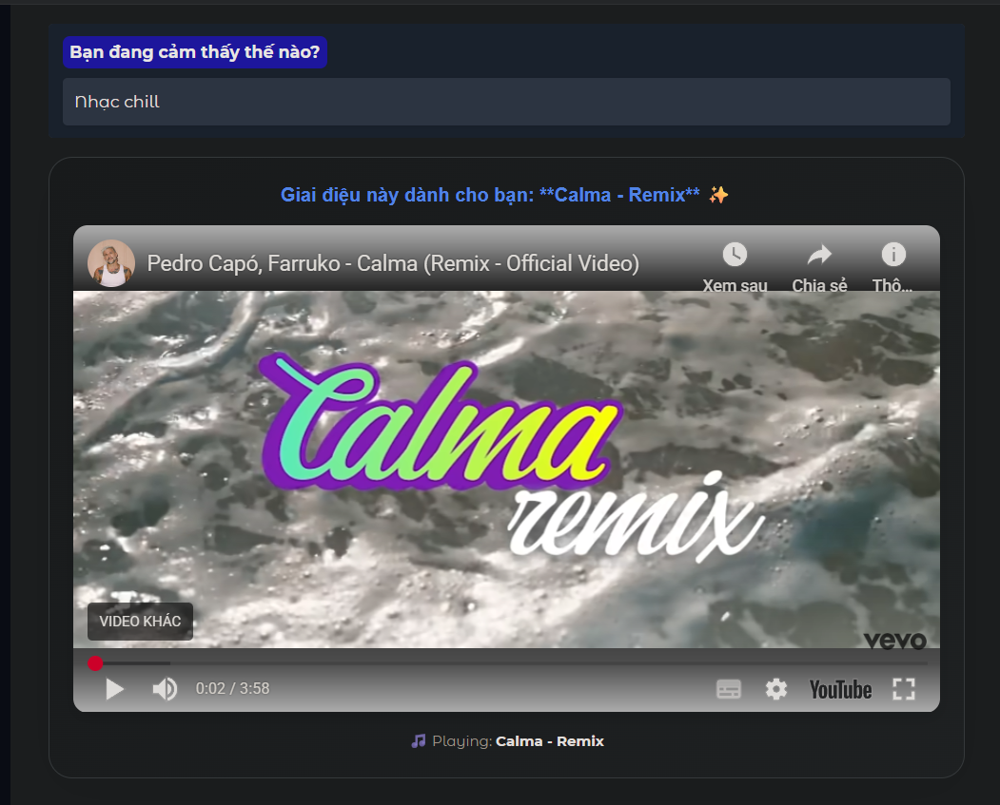 Bạn đang cảm thấy thế nào?
Nhạc chill
Giai điệu này dành cho bạn: **Calma - Remix** ✨
Pedro Capó, Farruko - Calma (Remix - Official Video)
Xem sau
Chia sẻ
Thô...
Calma
remix
VIDEO KHÁC
vevo
0:02 / 3:58
YouTube
🎵 Playing: Calma - Remix